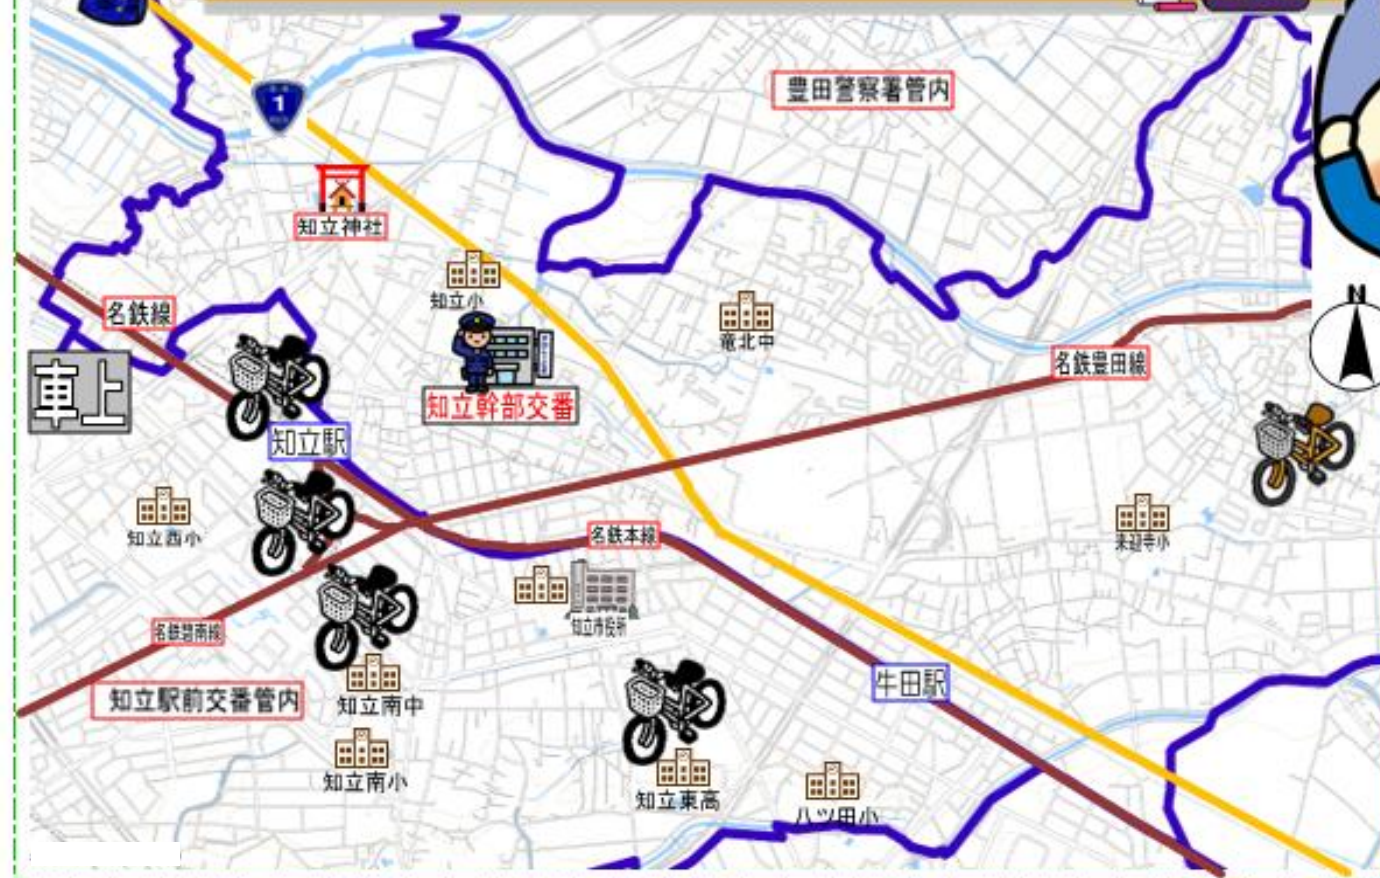 1
豊田警察署管内
知立神社
知立小
名鉄線
竜北中
N
車上
知立幹部交番
名鉄豊田線
知立駅
知立西小
名鉄本線
来迎寺小
知立市役所
名鉄碧南線
牛田駅
知立駅前交番管内
知立南中
知立南小
知立東高
八ツ田小